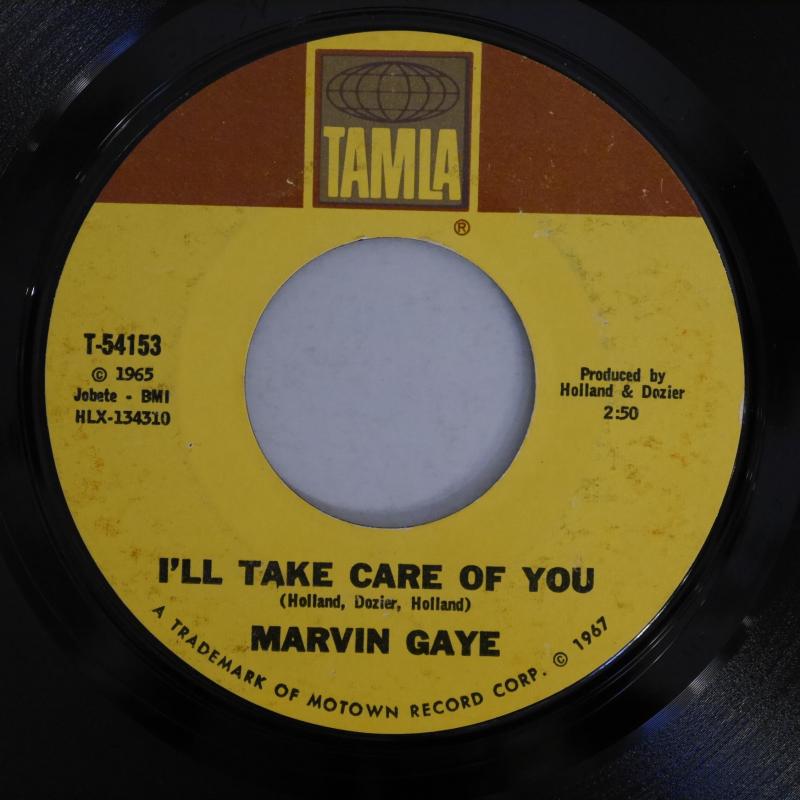 TAMLA
®
T-54153
© 1965
Jobete - BMI
HLX-134310
Produced by
Holland & Dozier
2:50
I'LL TAKE CARE OF YOU
(Holland, Dozier, Holland)
MARVIN GAYE
A TRADEMARK OF MOTOWN RECORD CORP. © 1967